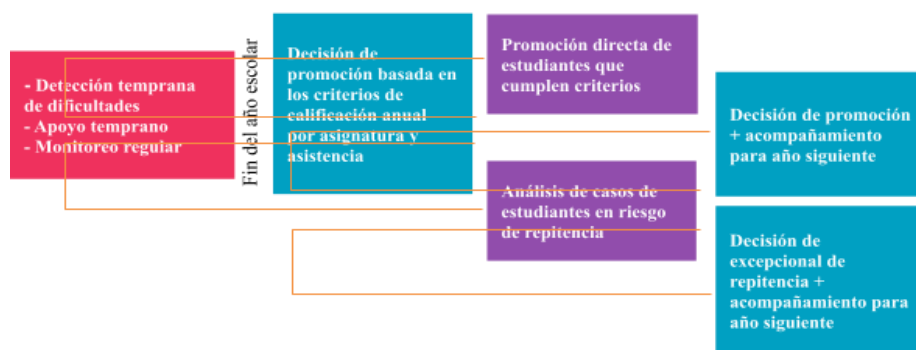 - Detección temprana
de dificultades
- Apoyo temprano
- Monitoreo regular
Fin del año escolar
Decisión de
promoción basada en
los criterios de
calificación anual
por asignatura y
asistencia
Promoción directa de
estudiantes que
cumplen criterios
Análisis de casos de
estudiantes en riesgo
de repitencia
Decisión de promoción
+ acompañamiento
para año siguiente
Decisión de
excepcional de
repitencia +
acompañamiento para
año siguiente